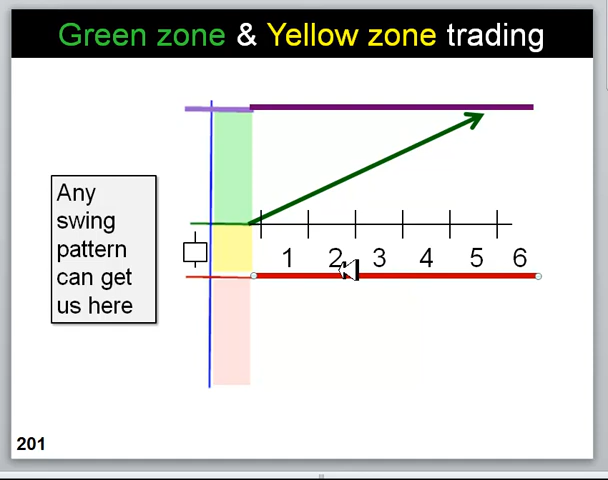 Green zone & Yellow zone trading
Any
swing
pattern
can get
us here
1 2 3 4 5 6
201